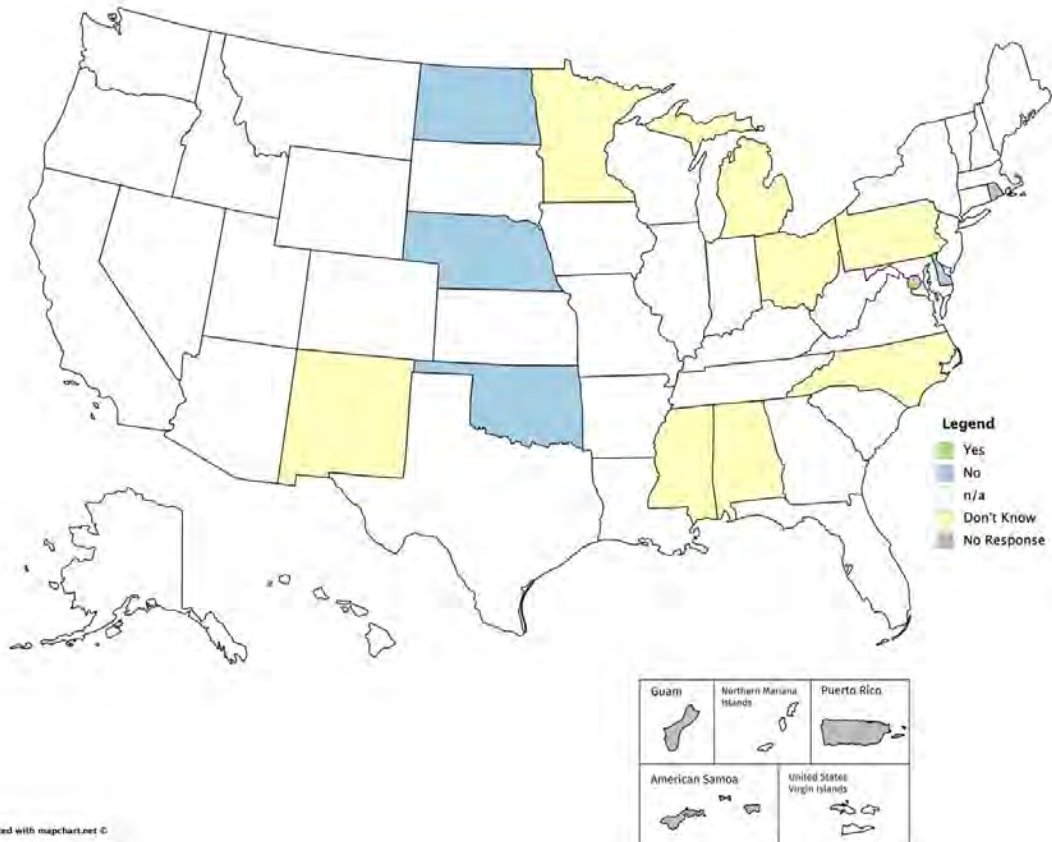 Legend
Yes
No
n/a
Don't Know
No Response
Guam
Northern Mariana
Islands
Puerto Rico
American Samoa
United States
Virgin Islands
ted with mapchart.net ©